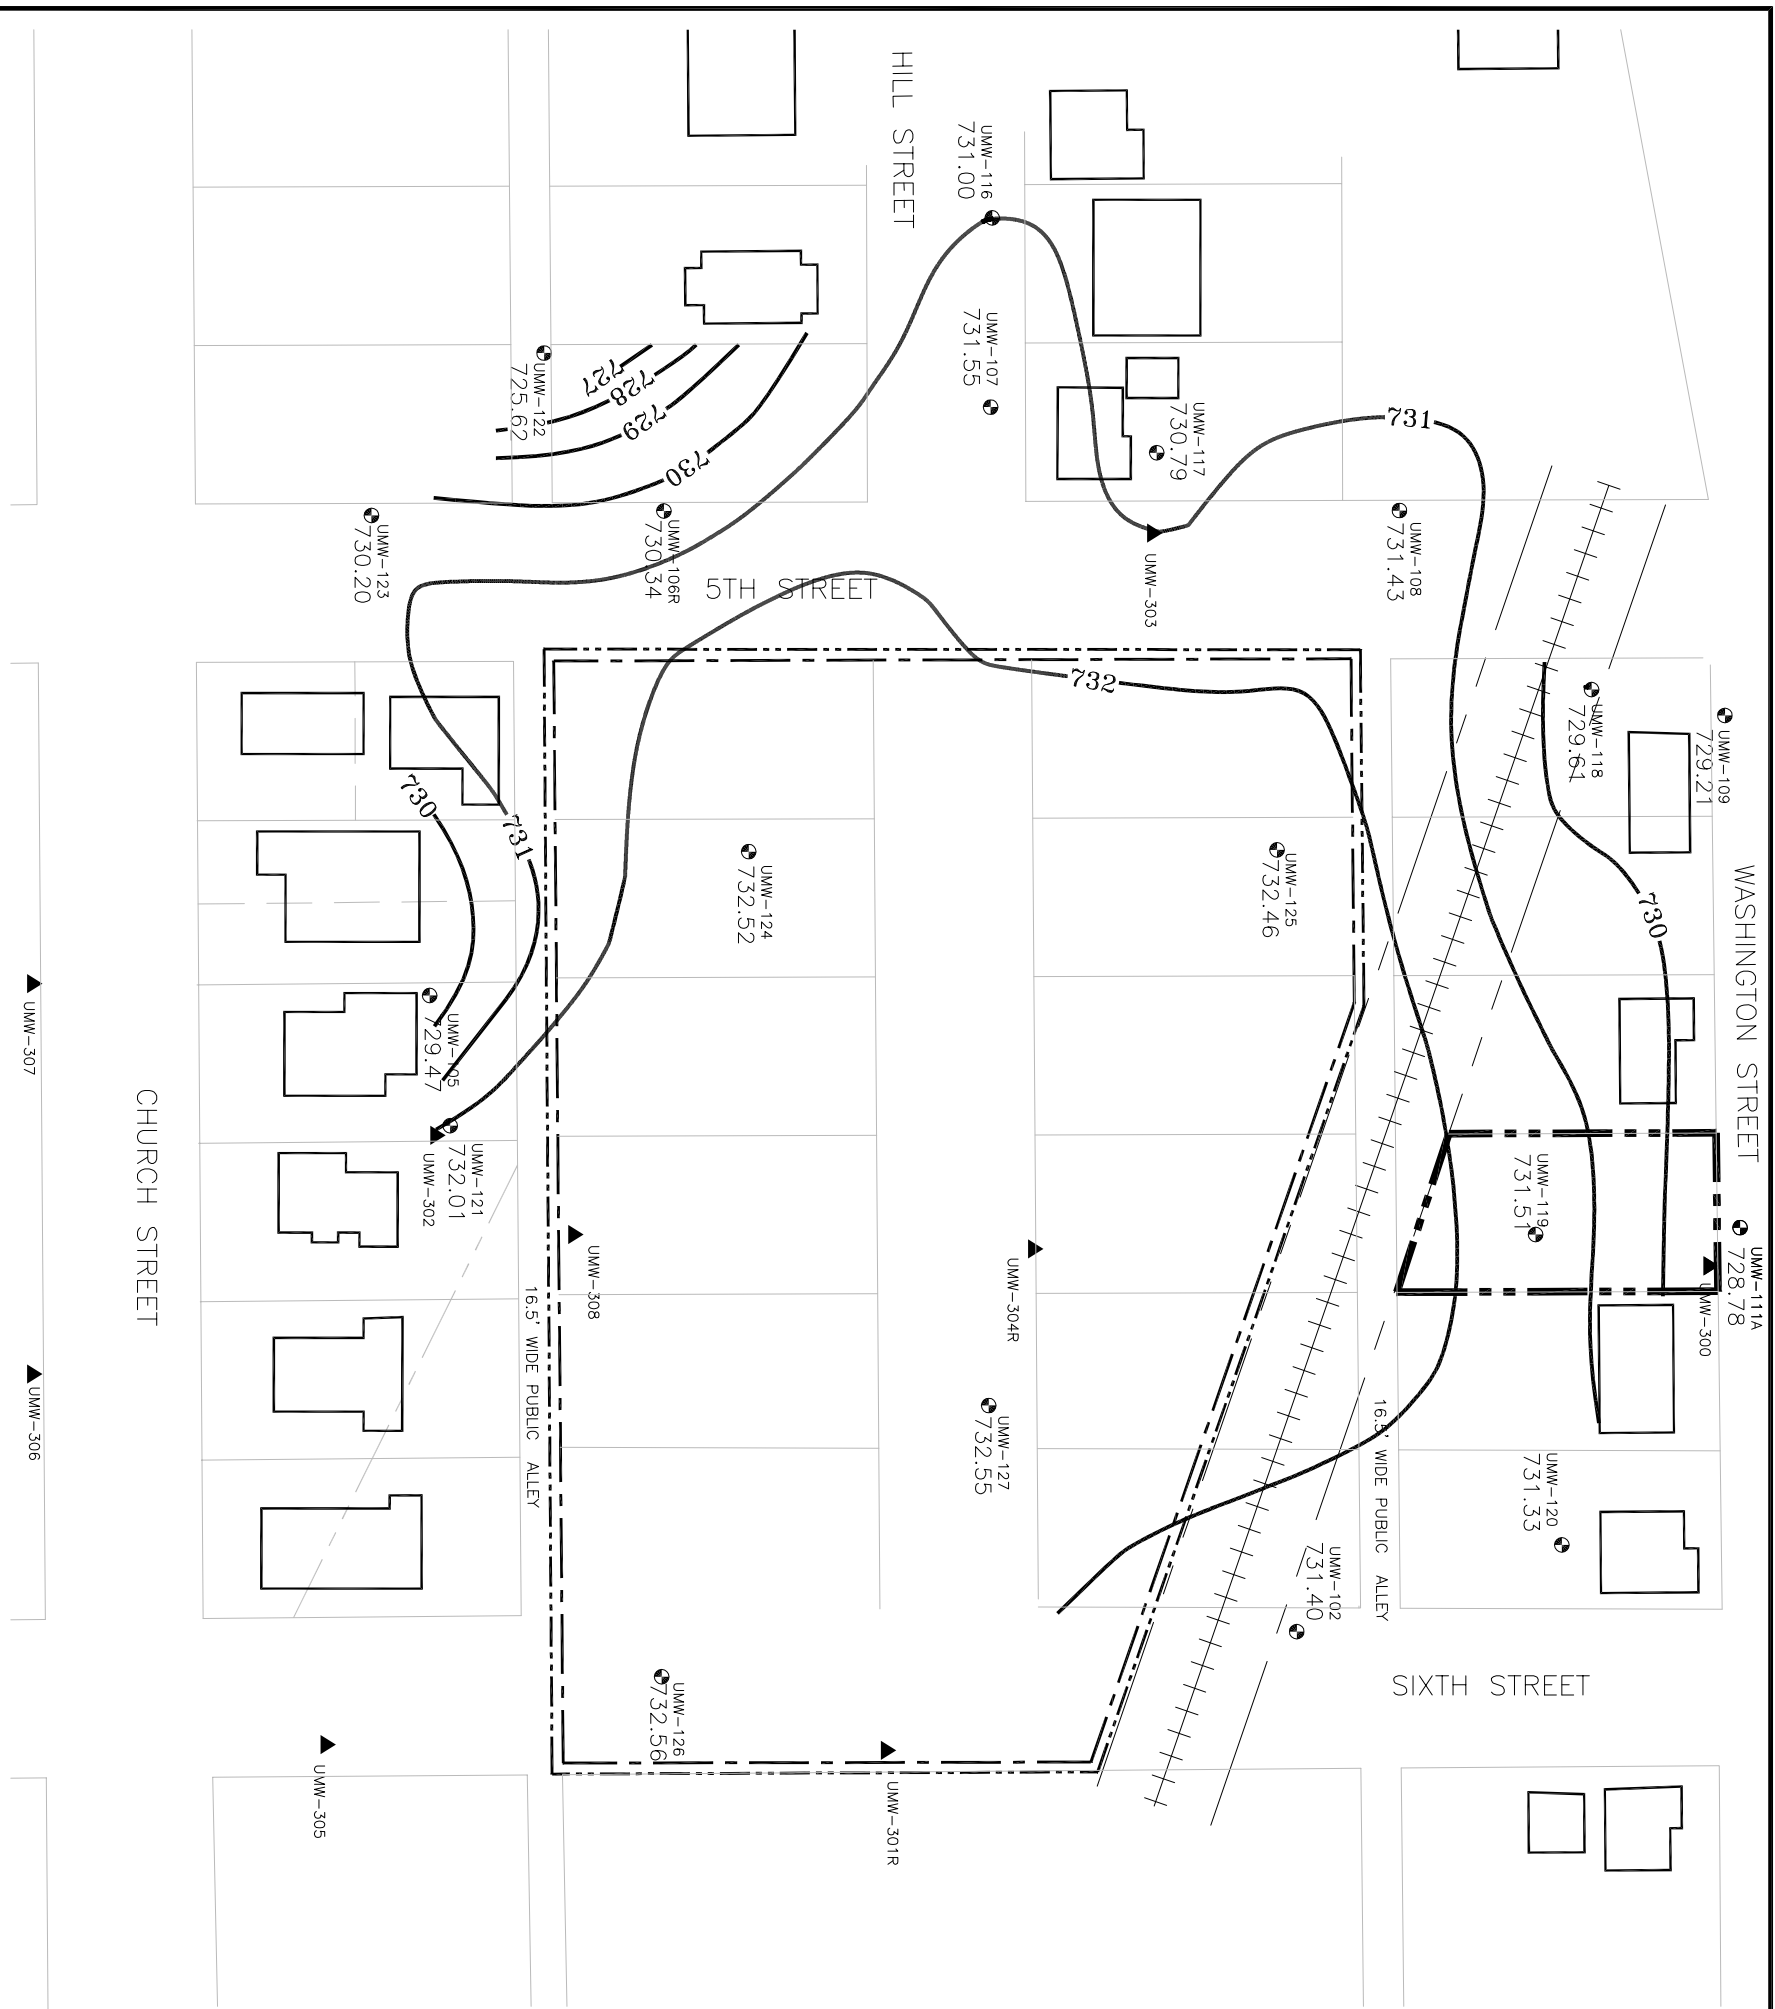 HILL STREET
UMW-116
731.00
UMW-107
731.55
UMW-117
730.79
731
UMW-122
725.62
727
728
729
730
UMW-123
730.20
UMW-106R
730.34
5TH STREET
UMW-303
UMW-108
731.43
732
UMW-118
729.61
UMW-109
729.21
730
731
UMW-124
732.52
UMW-125
732.46
730
WASHINGTON STREET
UMW-307
UMW-105
729.47
CHURCH STREET
UMW-121
732.01
UMW-302
UMW-308
UMW-304R
UMW-119
731.51
UMW-111A
728.78
UMW-300
16.5' WIDE PUBLIC ALLEY
UMW-306
UMW-127
732.55
16.5' WIDE PUBLIC ALLEY
UMW-120
731.33
UMW-102
731.40
SIXTH STREET
UMW-126
732.56
UMW-305
UMW-301R